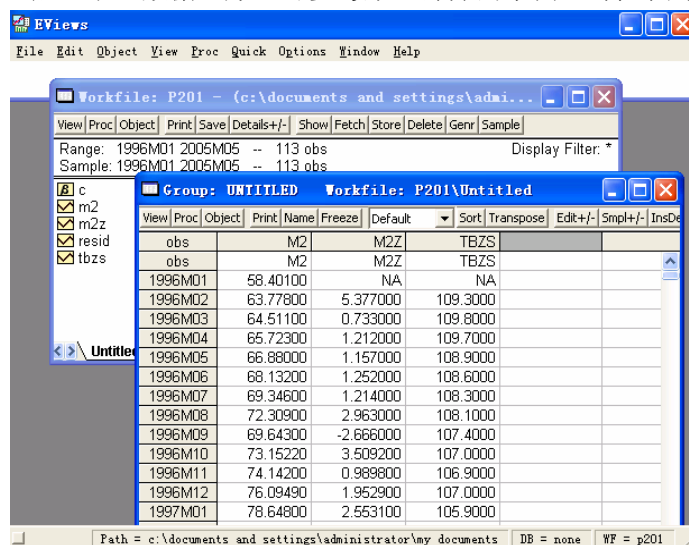 EViews
File Edit Object View Proc Quick Options Window Help
Workfile: P201 - (c:\documents and settings\admi...
View Proc Object Print Save Details+/- Show Fetch Store Delete Genr Sample
Range: 1996M01 2005M05 -- 113 obs Display Filter: *
Sample: 1996M01 2005M05 -- 113 obs
c
m2
m2z
resid
tbzs
Group: UNTITLED Workfile: P201\Untitled
View Proc Object Print Name Freeze Default Sort Transpose Edit+/- Smpl+/- InsDe
obs M2 M2Z TBZS
obs M2 M2Z TBZS
1996M01 58.40100 NA NA
1996M02 63.77800 5.377000 109.3000
1996M03 64.51100 0.733000 109.8000
1996M04 65.72300 1.212000 109.7000
1996M05 66.88000 1.157000 108.9000
1996M06 68.13200 1.252000 108.6000
1996M07 69.34600 1.214000 108.3000
1996M08 72.30900 2.963000 108.1000
1996M09 69.64300 -2.666000 107.4000
1996M10 73.15220 3.509200 107.0000
1996M11 74.14200 0.989800 106.9000
1996M12 76.09490 1.952900 107.0000
1997M01 78.64800 2.553100 105.9000
Path = c:\documents and settings\administrator\my documents DB = none WF = p201